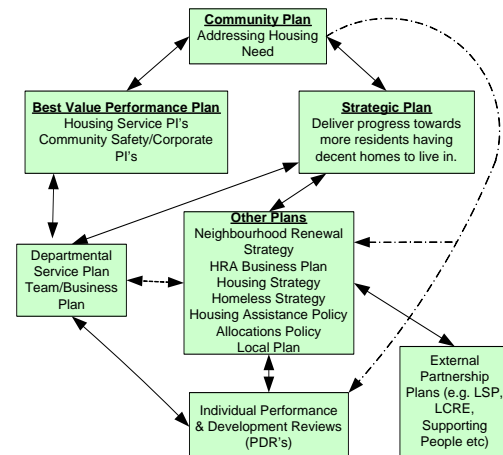 Community Plan
Addressing Housing
Need
Best Value Performance Plan
Housing Service PI's
Community Safety/Corporate
PI's
Strategic Plan
Deliver progress towards
more residents having
decent homes to live in.
Departmental
Service Plan
Team/Business
Plan
Other Plans
Neighbourhood Renewal
Strategy
HRA Business Plan
Housing Strategy
Homeless Strategy
Housing Assistance Policy
Allocations Policy
Local Plan
External
Partnership
Plans (e.g. LSP,
LCRE,
Supporting
People etc)
Individual Performance
& Development Reviews
(PDR's)